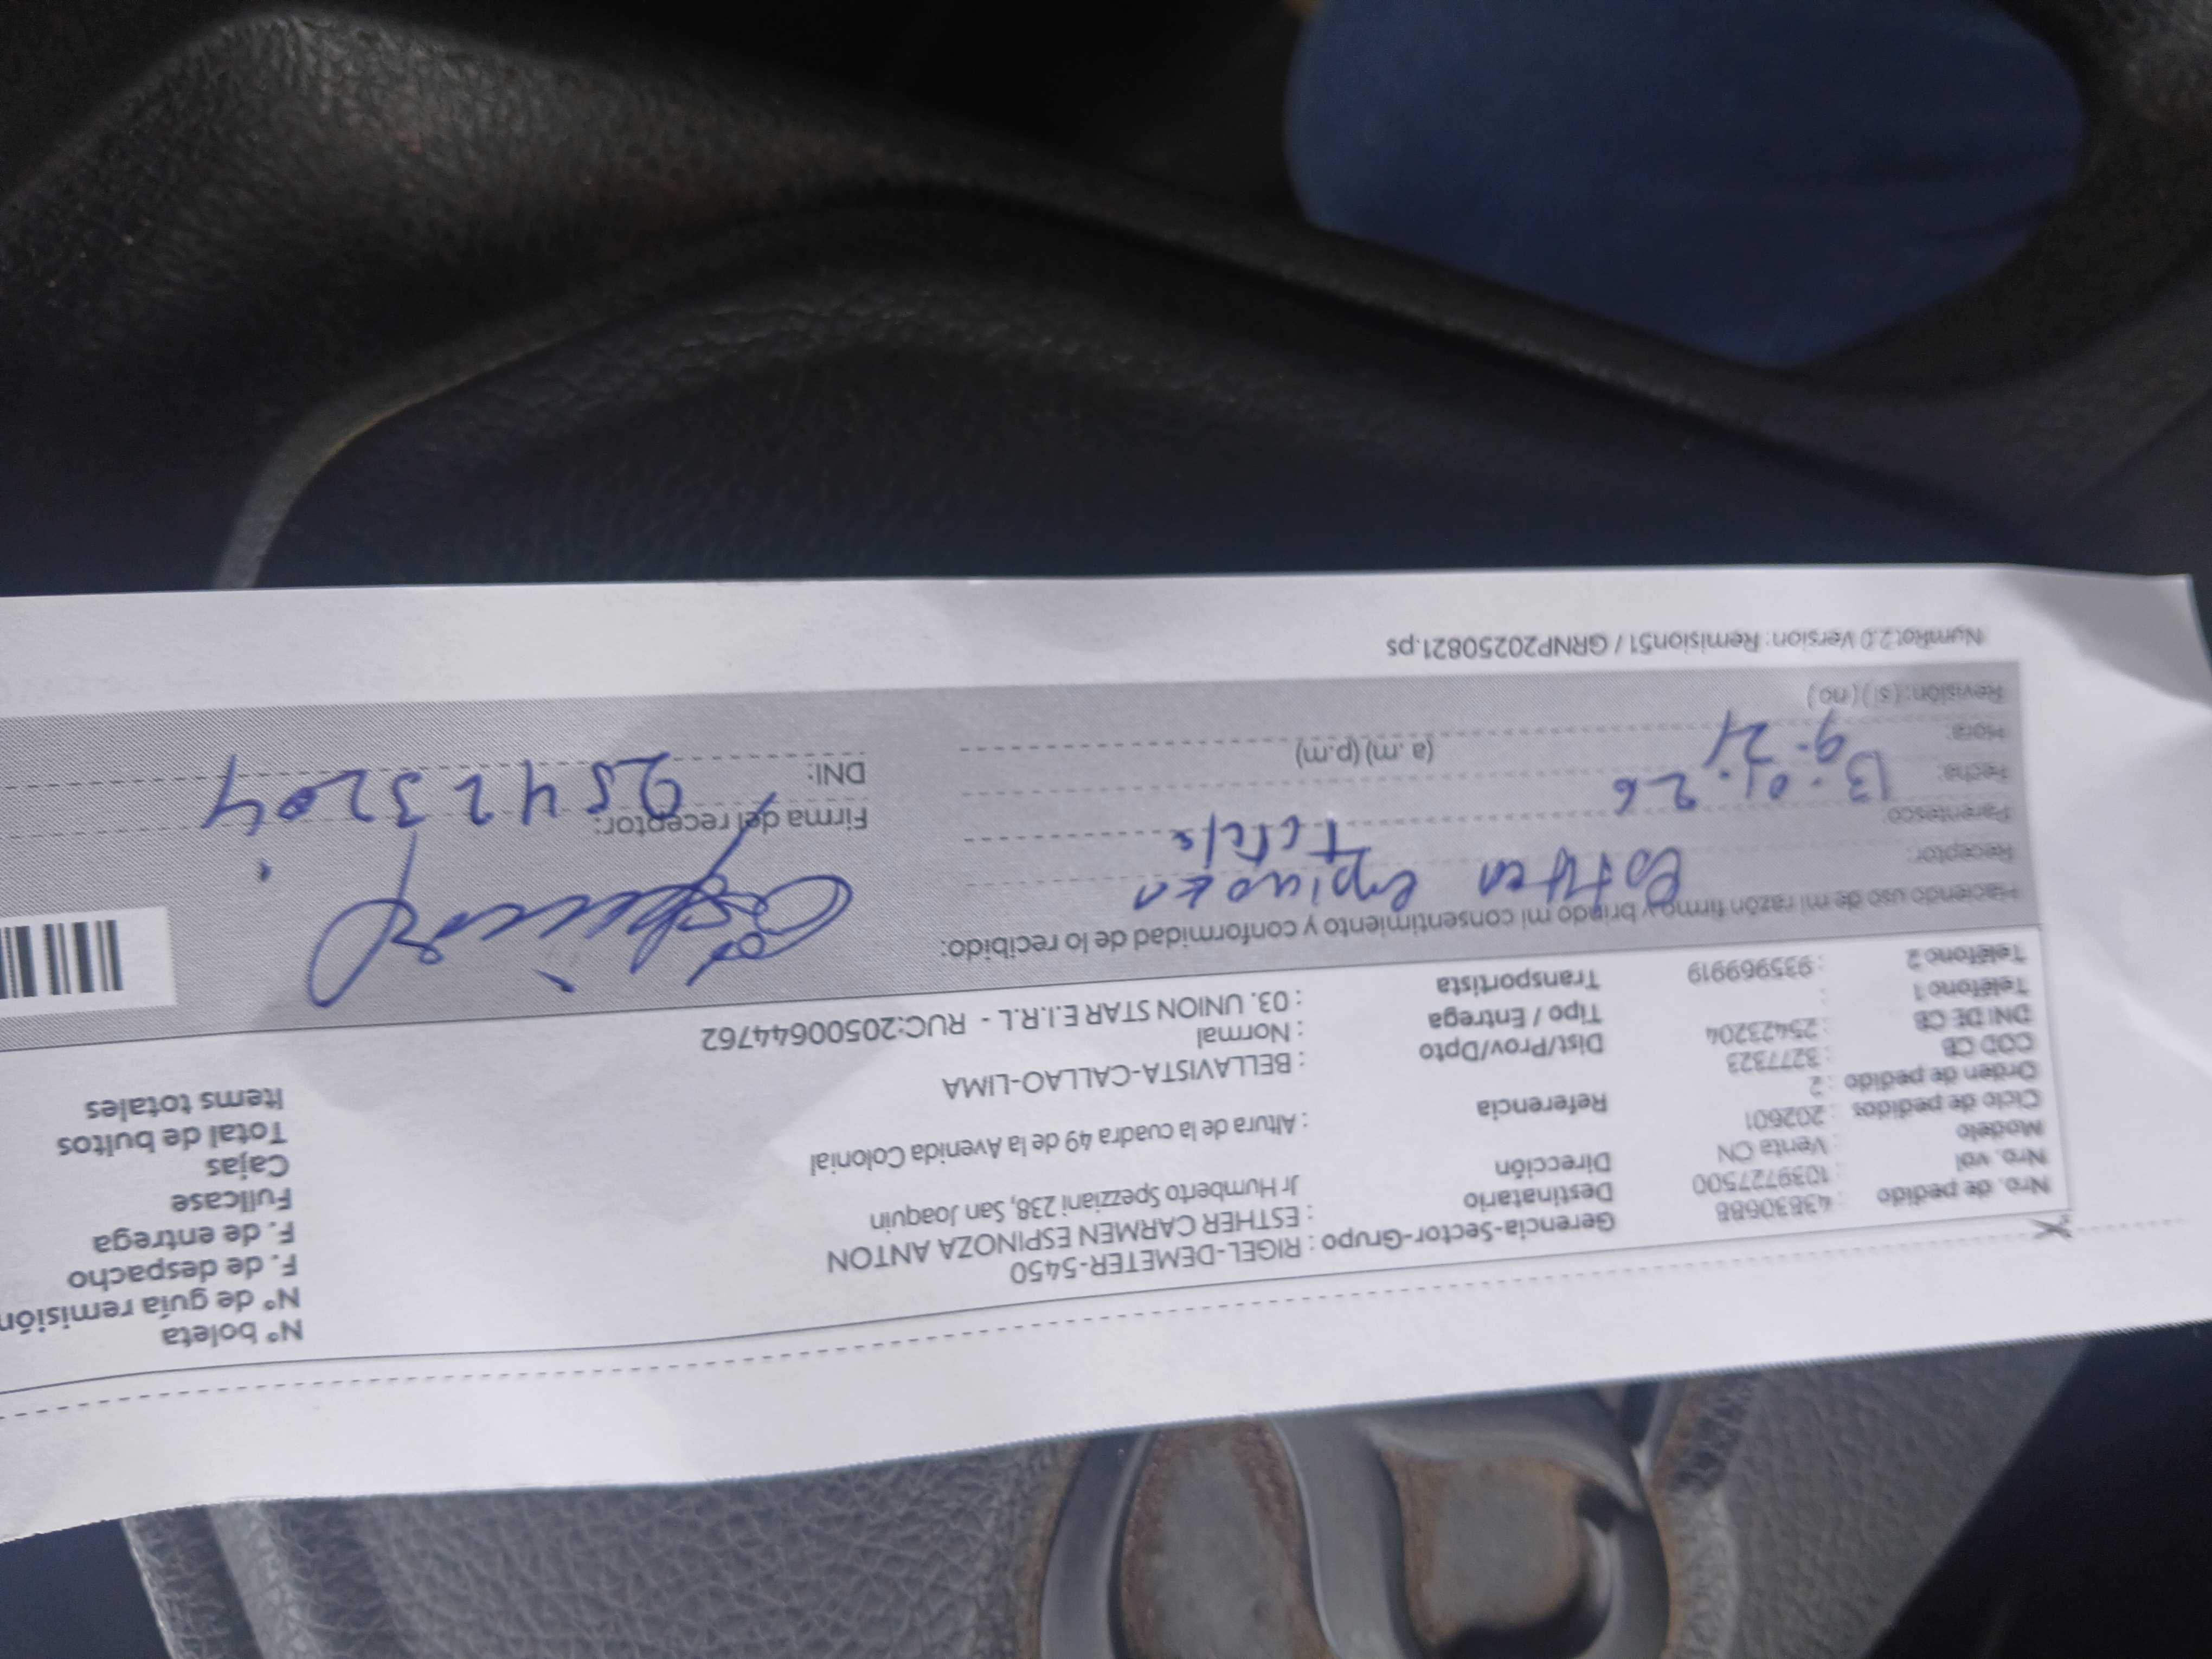 Nro. de pedido : 43830688
Nro. vol : 1039727500
Modelo : Venta CN
Ciclo de pedidos : 202601
Orden de pedido : 2
COD CB : 3277323
DNI DE CB : 25423204
Teléfono 1 :
Teléfono 2 : 935969919
Gerencia-Sector-Grupo : RIGEL-DEMETER-5450
Destinatario : ESTHER CARMEN ESPINOZA ANTON
Dirección Jr Humberto Spezziani 238, San Joaquin
Referencia : Altura de la cuadra 49 de la Avenida Colonial
Dist/Prov/Dpto : BELLAVISTA-CALLAO-LIMA
Tipo / Entrega : Normal
Transportista : 03. UNION STAR E.I.R.L - RUC:20500644762
N° boleta
N° de guía remisión
F. de despacho
F. de entrega
Fullcase
Cajas
Total de bultos
Items totales
Haciendo uso de mi razón firmo y brindo mi consentimiento y conformidad de lo recibido:
Receptor: Esther Espinoza
Parentesco:
Fecha: 13-01-26
Hora: 9:21 (a .m) (p.m)
Revisión: (si) (no)
Firma del receptor:
DNI: 25423204
NumRot2.0 Version: Remision51 / GRNP20250821.ps